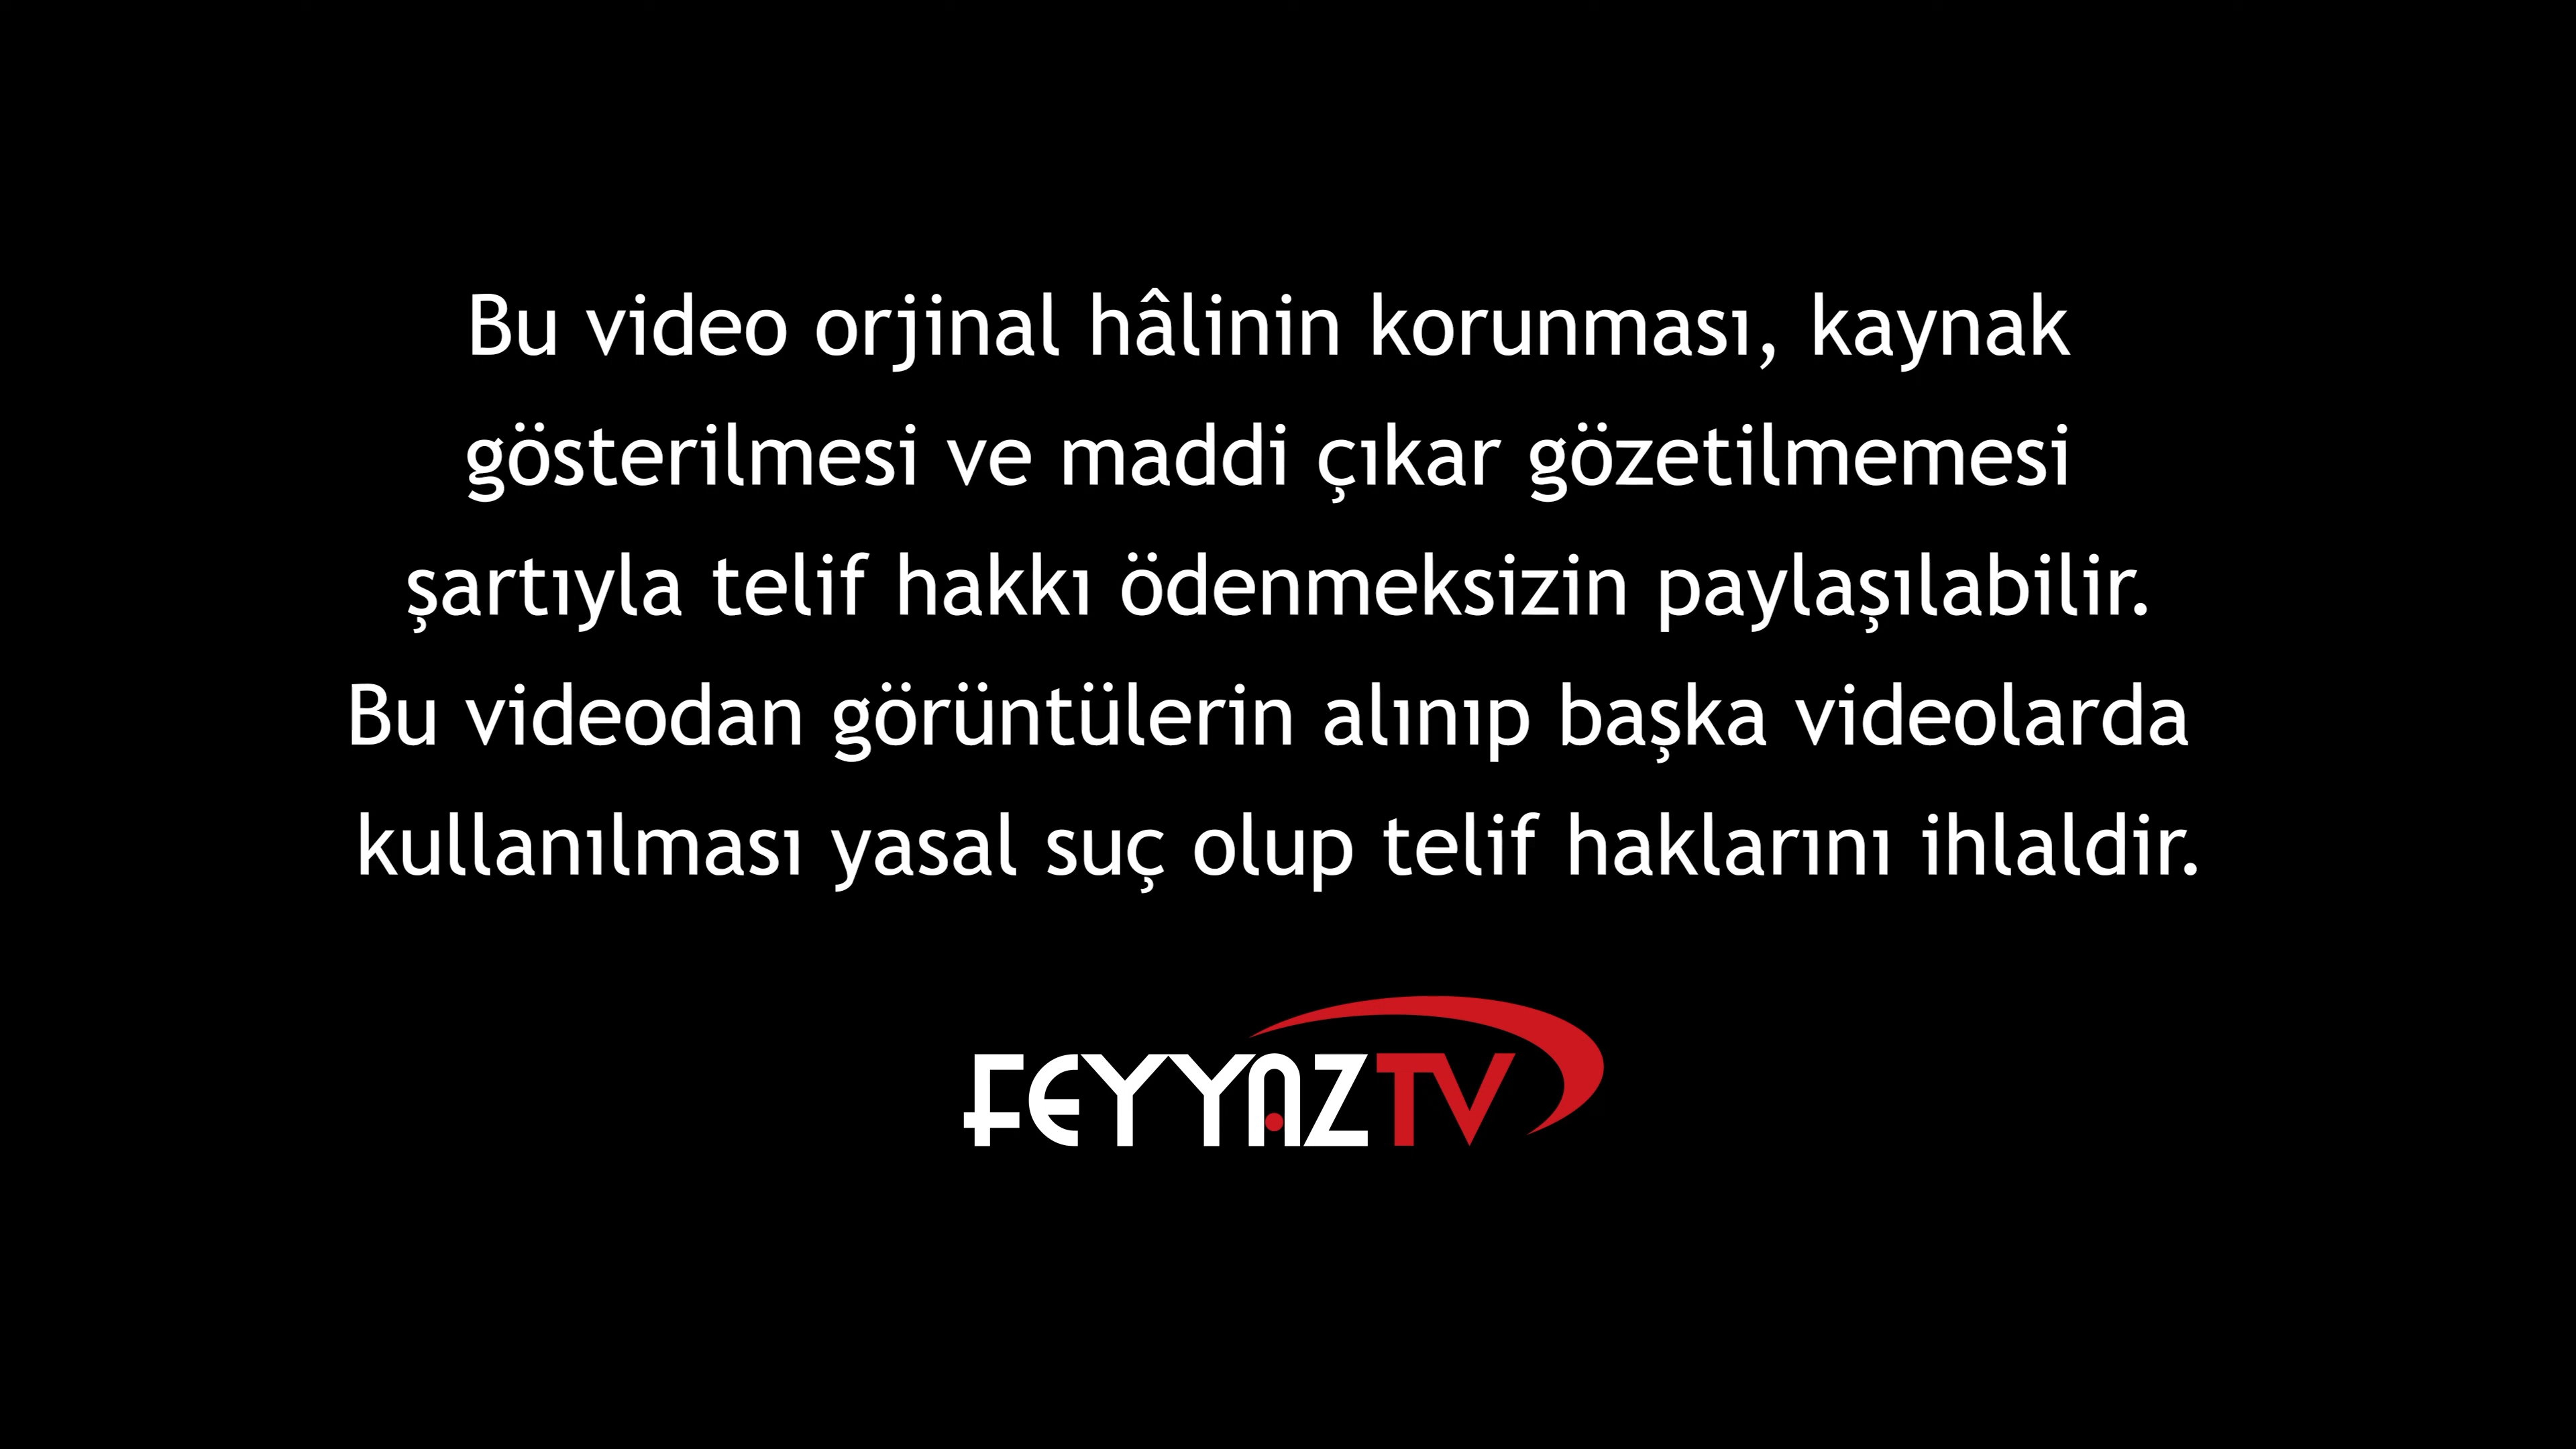 Bu video orjinal hâlinin korunması, kaynak
gösterilmesi ve maddi çıkar gözetilmemesi
şartıyla telif hakkı ödenmeksizin paylaşılabilir.
Bu videodan görüntülerin alınıp başka videolarda
kullanılması yasal suç olup telif haklarını ihlaldir.
FEYYAZTV